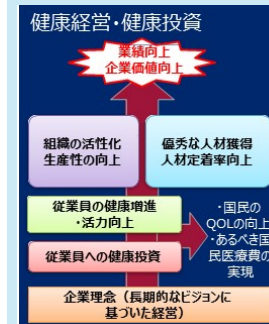 健康経営・健康投資
業績向上
企業価値向上
組織の活性化
生産性の向上
優秀な人材獲得
人材定着率向上
従業員の健康増進
・活力向上
従業員への健康投資
・国民の
QOLの向上
・あるべき国
民医療費の
実現
企業理念（長期的なビジョンに
基づいた経営）